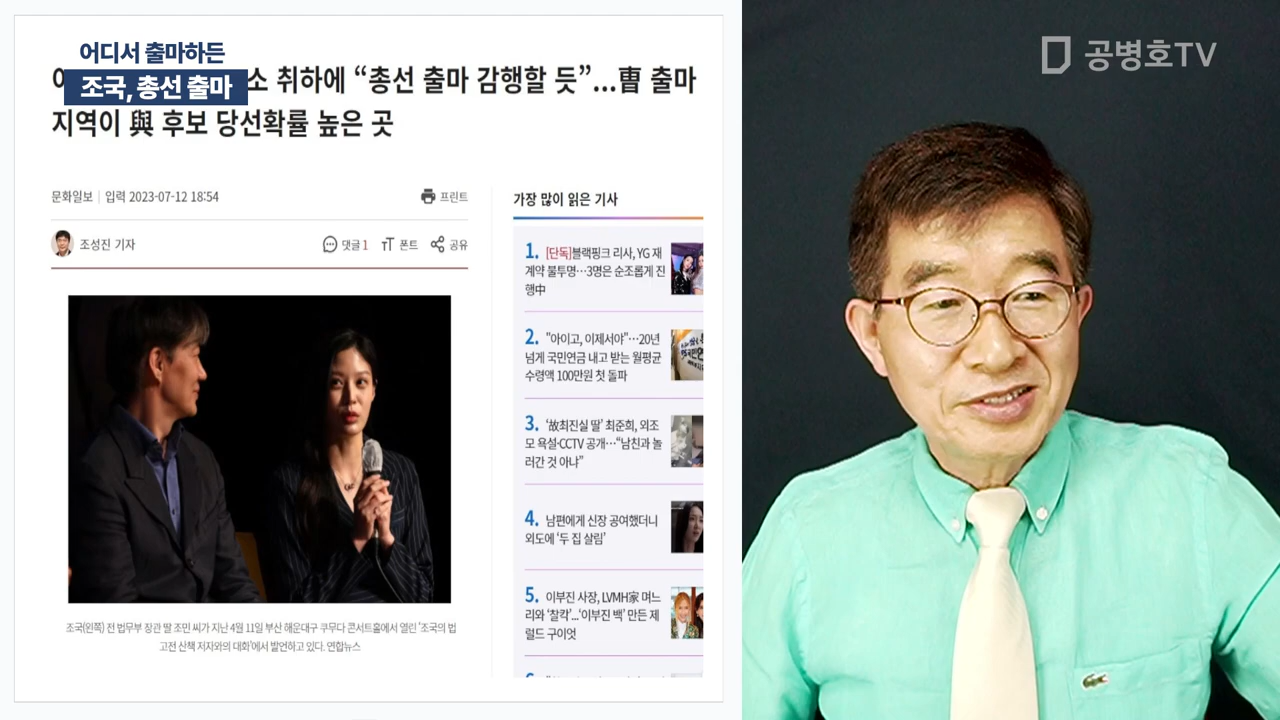 어디서 출마하든
조국, 총선 출마
소 취하에 “총선 출마 감행할 듯”...曺 출마
지역이 與 후보 당선확률 높은 곳
문화일보 | 입력 2023-07-12 18:54
프린트
조성진 기자
댓글 1
폰트
공유
조국(왼쪽) 전 법무부 장관 딸 조민 씨가 지난 4월 11일 부산 해운대구 쿠무다 콘서트홀에서 열린 '조국의 법
고전 산책 저자와의 대화'에서 발언하고 있다. 연합뉴스
가장 많이 읽은 기사
1. [단독]블랙핑크 리사, YG 재
계약 불투명…3명은 순조롭게 진
행中
2. "아이고, 이제서야"…20년
넘게 국민연금 내고 받는 월평균
수령액 100만원 첫 돌파
3. ‘故최진실 딸’ 최준희, 외조
모 욕설·CCTV 공개…“남친과 놀
러간 것 아냐”
4. 남편에게 신장 공여했더니
외도에 ‘두 집 살림’
5. 이부진 사장, LVMH家 며느
리와 ‘찰칵’...‘이부진 백’ 만든 제
럴드 구이엇
공병호TV